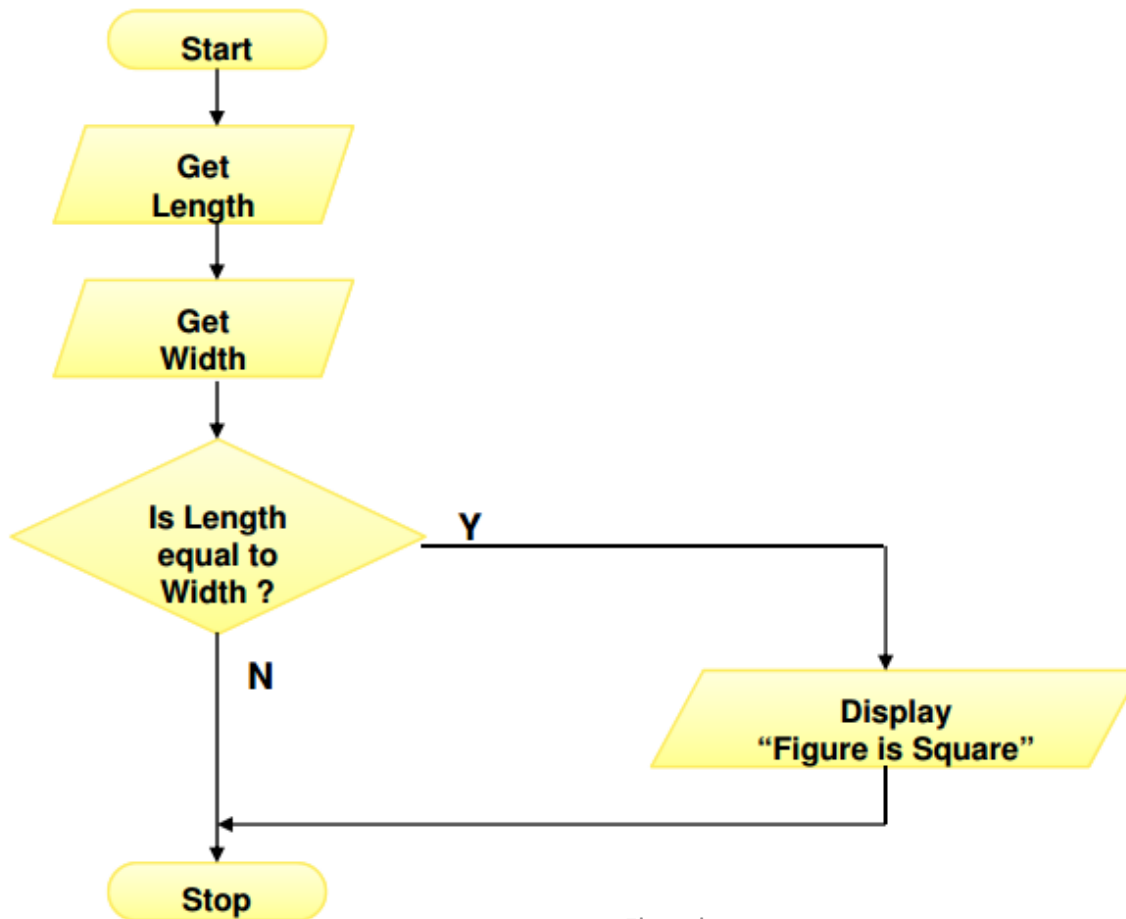 Start
Get
Length
Get
Width
Is Length
equal to
Width ?
Y
N
Display
“Figure is Square”
Stop